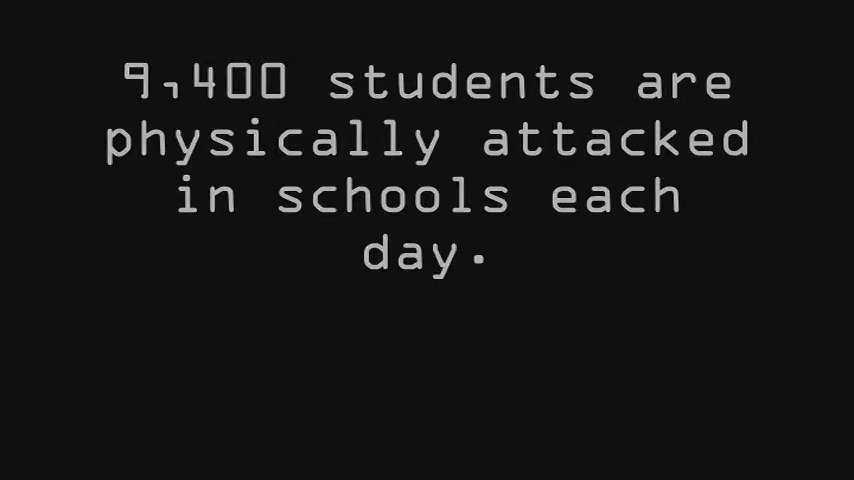 9,400 students are
physically attacked
in schools each
day.